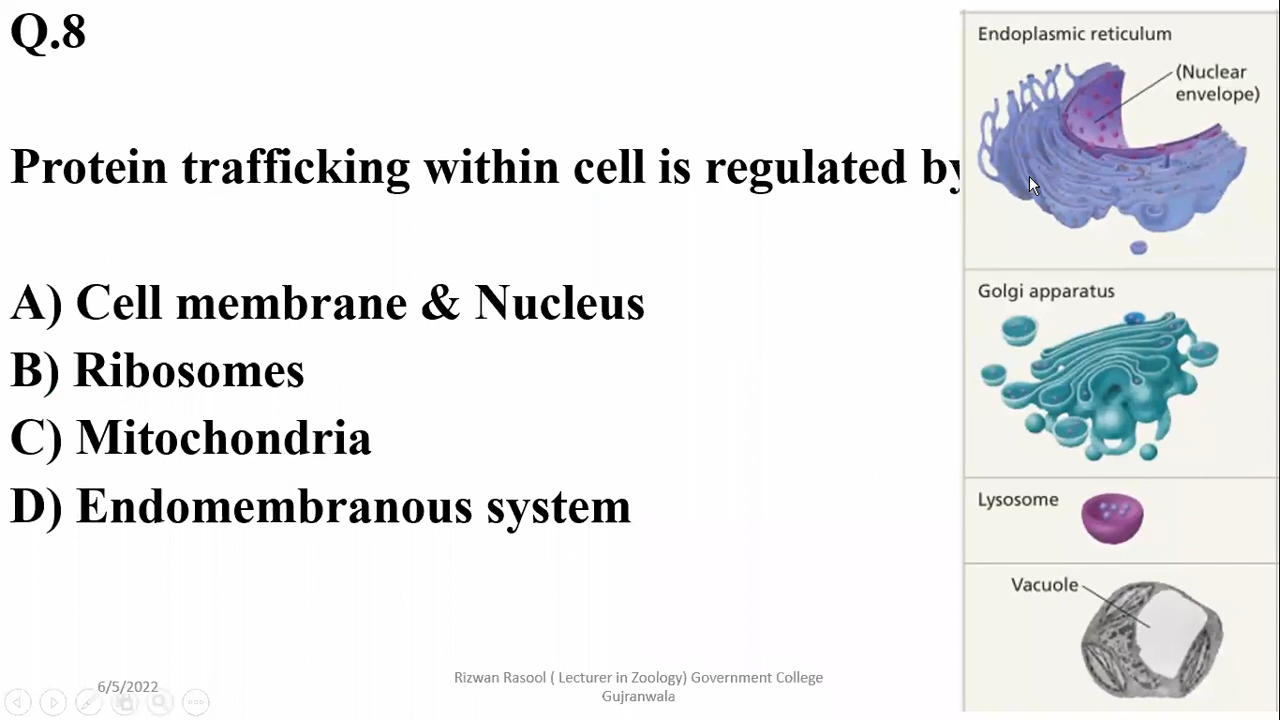 Q.8
Protein trafficking within cell is regulated by
A) Cell membrane & Nucleus
B) Ribosomes
C) Mitochondria
D) Endomembranous system
Endoplasmic reticulum
(Nuclear
envelope)
Golgi apparatus
Lysosome
Vacuole
6/5/2022
Rizwan Rasool ( Lecturer in Zoology) Government College
Gujranwala